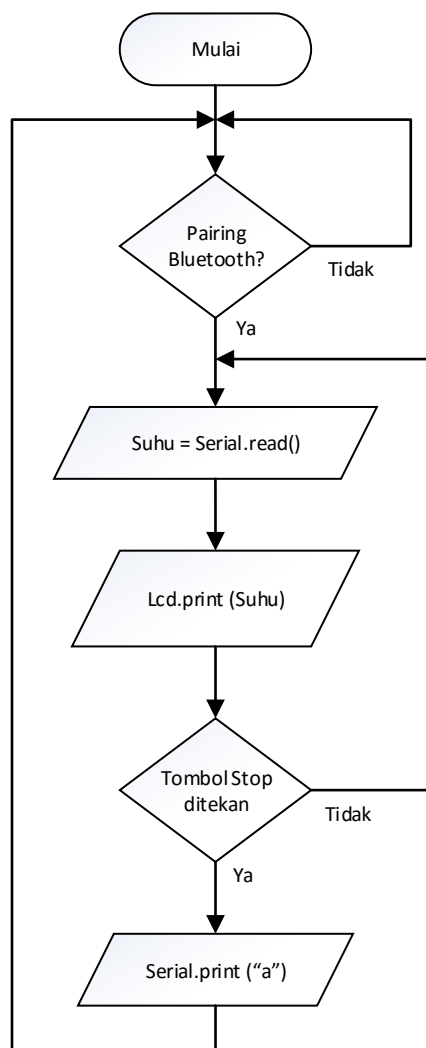 Mulai
Pairing
Bluetooth?
Tidak
Ya
Suhu = Serial.read()
Lcd.print (Suhu)
Tombol Stop
ditekan
Tidak
Ya
Serial.print (“a”)